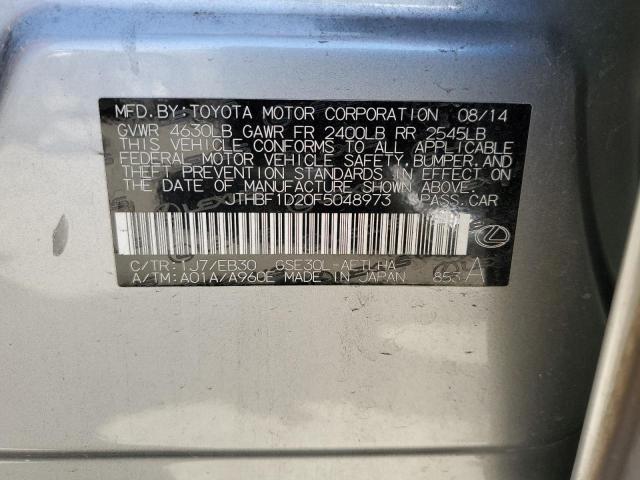 MFD.BY:TOYOTA MOTOR CORPORATION 08/14
GVWR 4630LB GAWR FR 2400LB RR 2545LB
THIS VEHICLE CONFORMS TO ALL APPLICABLE
FEDERAL MOTOR VEHICLE SAFETY, BUMPER, AND
THEFT PREVENTION STANDARDS IN EFFECT ON
THE DATE OF MANUFACTURE SHOWN ABOVE.
JTHBF1D20F5048973 PASS.CAR
C/TR:1J7/EB30 GSE30L-AETLHA
A/TM:A01A/A960E MADE IN JAPAN 853 A